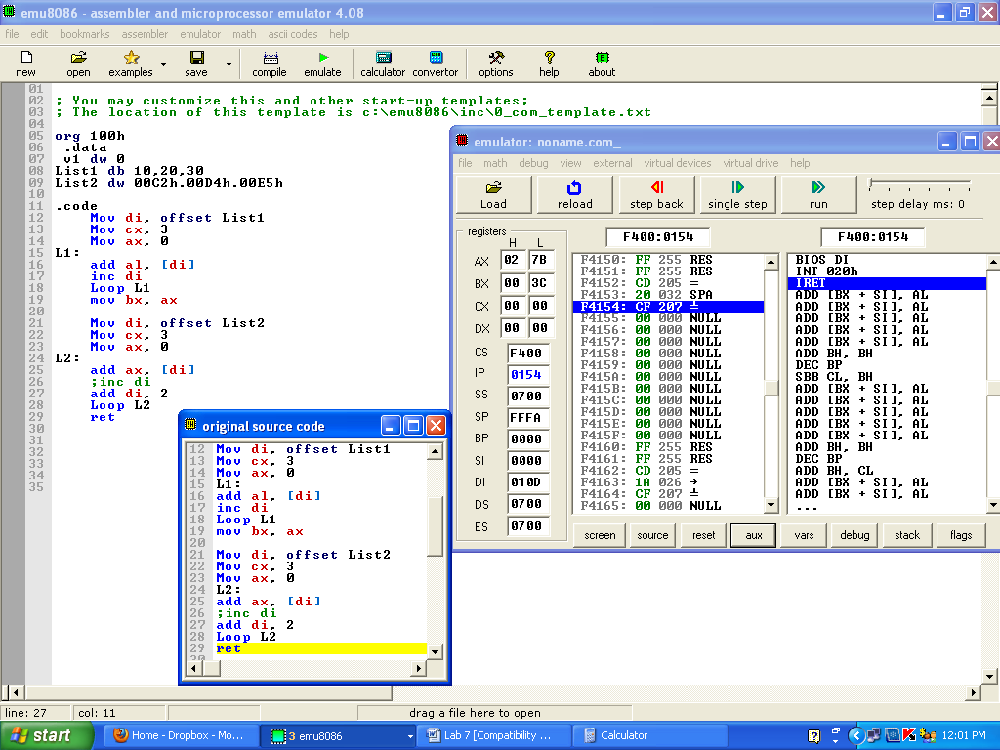 emu8086 - assembler and microprocessor emulator 4.08
file edit bookmarks assembler emulator math ascii codes help
new open examples save compile emulate calculator convertor options help about
01
02 ; You may customize this and other start-up templates;
03 ; The location of this template is c:\emu8086\inc\0_com_template.txt
04
05 org 100h
06 .data
07 v1 dw 0
08 List1 db 10,20,30
09 List2 dw 00C2h,00D4h,00E5h
10
11 .code
12 Mov di, offset List1
13 Mov cx, 3
14 Mov ax, 0
15 L1:
16 add al, [di]
17 inc di
18 Loop L1
19 mov bx, ax
20
21 Mov di, offset List2
22 Mov cx, 3
23 Mov ax, 0
24 L2:
25 add ax, [di]
26 ;inc di
27 add di, 2
28 Loop L2
29 ret
30
31
32
33
34
35
original source code
12 Mov di, offset List1
13 Mov cx, 3
14 Mov ax, 0
15 L1:
16 add al, [di]
17 inc di
18 Loop L1
19 mov bx, ax
20
21 Mov di, offset List2
22 Mov cx, 3
23 Mov ax, 0
24 L2:
25 add ax, [di]
26 ;inc di
27 add di, 2
28 Loop L2
29 ret
emulator: noname.com_
file math debug view external virtual devices virtual drive help
Load reload step back single step run step delay ms: 0
registers
H L
AX 02 7B
BX 00 3C
CX 00 00
DX 00 00
CS F400
IP 0154
SS 0700
SP FFFA
BP 0000
SI 0000
DI 010D
DS 0700
ES 0700
F400:0154
F4150: FF 255 RES
F4151: FF 255 RES
F4152: CD 205 =
F4153: 20 032 SPA
F4154: CF 207 ╧
F4155: 00 000 NULL
F4156: 00 000 NULL
F4157: 00 000 NULL
F4158: 00 000 NULL
F4159: 00 000 NULL
F415A: 00 000 NULL
F415B: 00 000 NULL
F415C: 00 000 NULL
F415D: 00 000 NULL
F415E: 00 000 NULL
F415F: 00 000 NULL
F4160: FF 255 RES
F4161: FF 255 RES
F4162: CD 205 =
F4163: 1A 026 →
F4164: CF 207 ╧
F4165: 00 000 NULL
F400:0154
BIOS DI
INT 020h
IRET
ADD [BX + SI], AL
ADD [BX + SI], AL
ADD [BX + SI], AL
ADD [BX + SI], AL
ADD [BX + SI], AL
ADD BH, BH
DEC BP
SBB CL, BH
ADD [BX + SI], AL
ADD [BX + SI], AL
ADD [BX + SI], AL
ADD [BX + SI], AL
ADD [BX + SI], AL
ADD BH, BH
DEC BP
ADD BH, CL
ADD [BX + SI], AL
ADD [BX + SI], AL
...
screen source reset aux vars debug stack flags
line: 27 col: 11 drag a file here to open
start Home - Dropbox - Mo... 3 emu8086 Lab 7 [Compatibility ... Calculator 12:01 PM